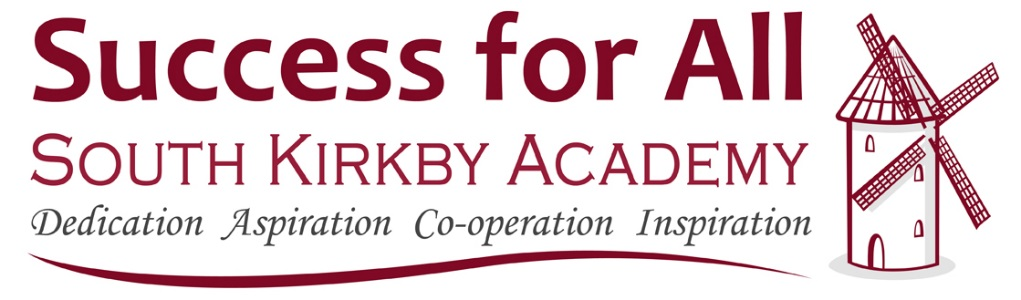 Success for All
SOUTH KIRKBY ACADEMY
Dedication Aspiration Co-operation Inspiration